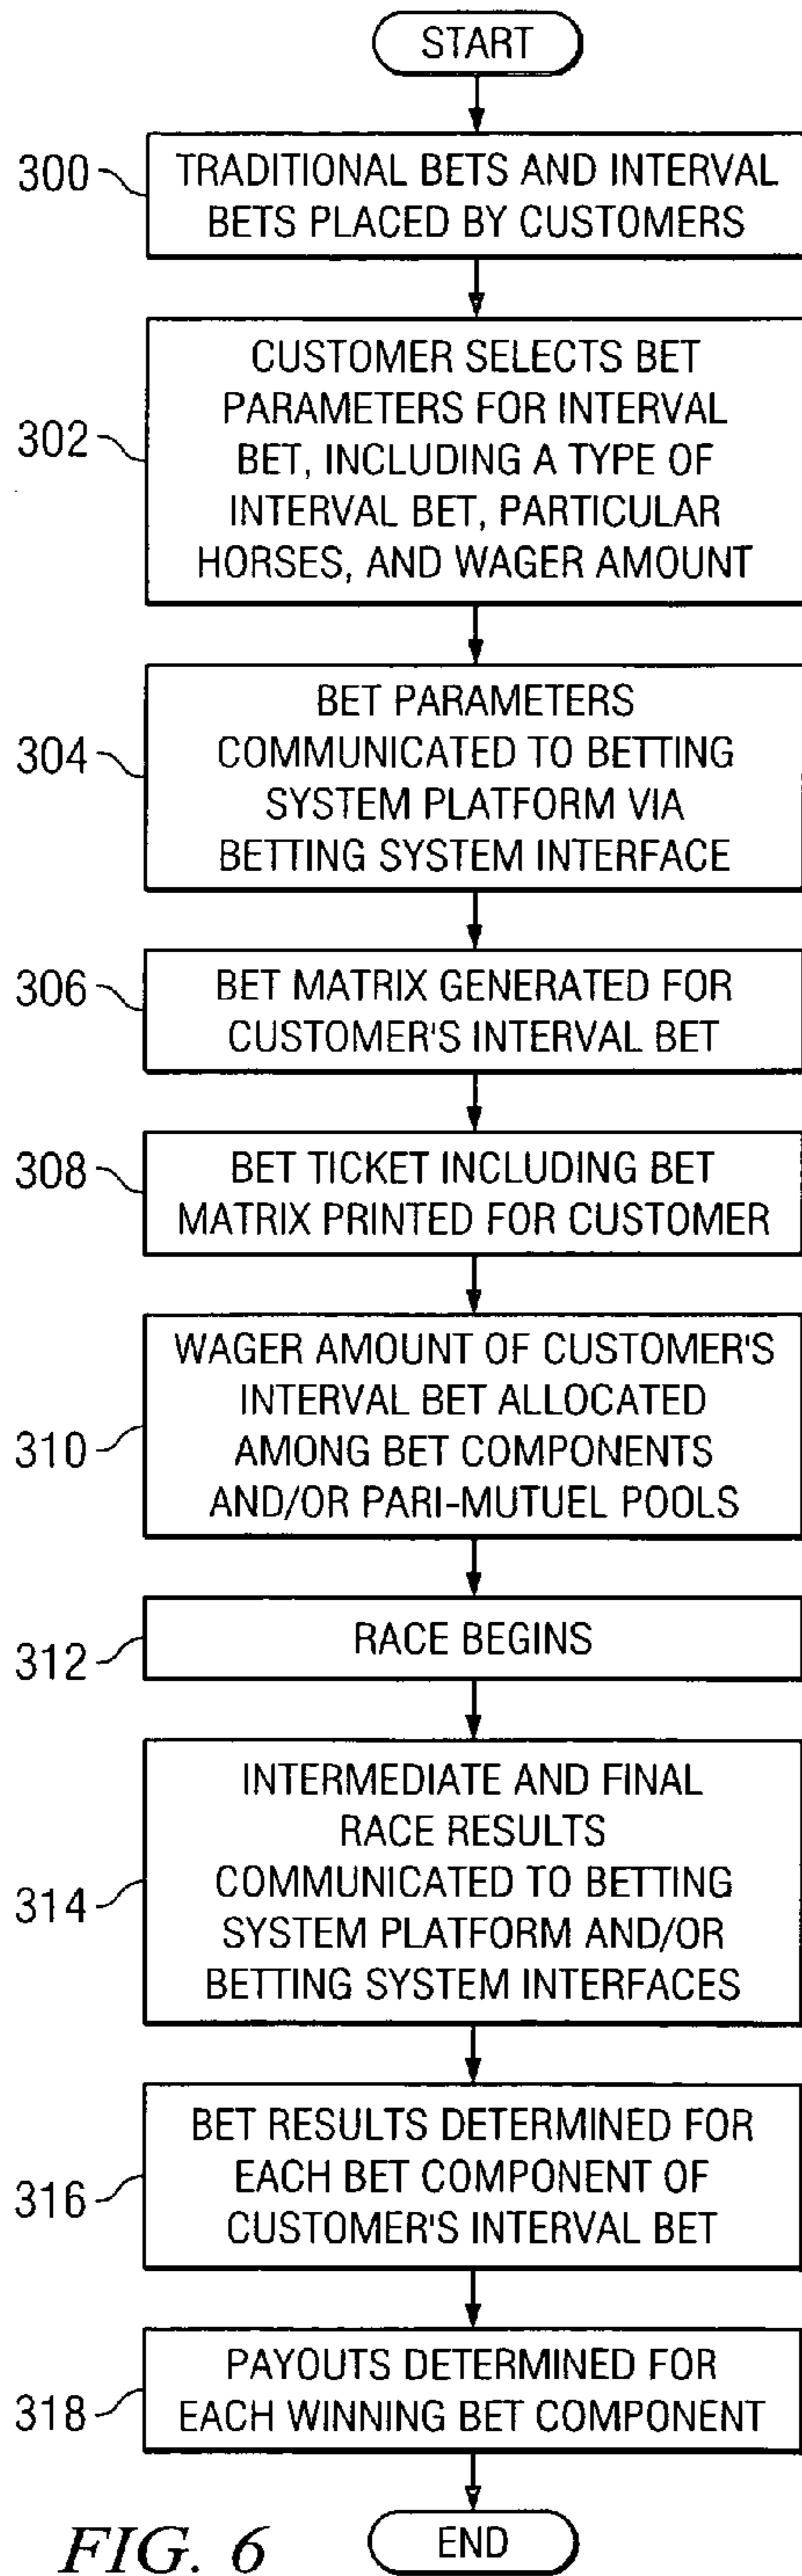 START
300
TRADITIONAL BETS AND INTERVAL
BETS PLACED BY CUSTOMERS
302
CUSTOMER SELECTS BET
PARAMETERS FOR INTERVAL
BET, INCLUDING A TYPE OF
INTERVAL BET, PARTICULAR
HORSES, AND WAGER AMOUNT
304
BET PARAMETERS
COMMUNICATED TO BETTING
SYSTEM PLATFORM VIA
BETTING SYSTEM INTERFACE
306
BET MATRIX GENERATED FOR
CUSTOMER'S INTERVAL BET
308
BET TICKET INCLUDING BET
MATRIX PRINTED FOR CUSTOMER
310
WAGER AMOUNT OF CUSTOMER'S
INTERVAL BET ALLOCATED
AMONG BET COMPONENTS
AND/OR PARI-MUTUEL POOLS
312
RACE BEGINS
314
INTERMEDIATE AND FINAL
RACE RESULTS
COMMUNICATED TO BETTING
SYSTEM PLATFORM AND/OR
BETTING SYSTEM INTERFACES
316
BET RESULTS DETERMINED FOR
EACH BET COMPONENT OF
CUSTOMER'S INTERVAL BET
318
PAYOUTS DETERMINED FOR
EACH WINNING BET COMPONENT
END
FIG. 6